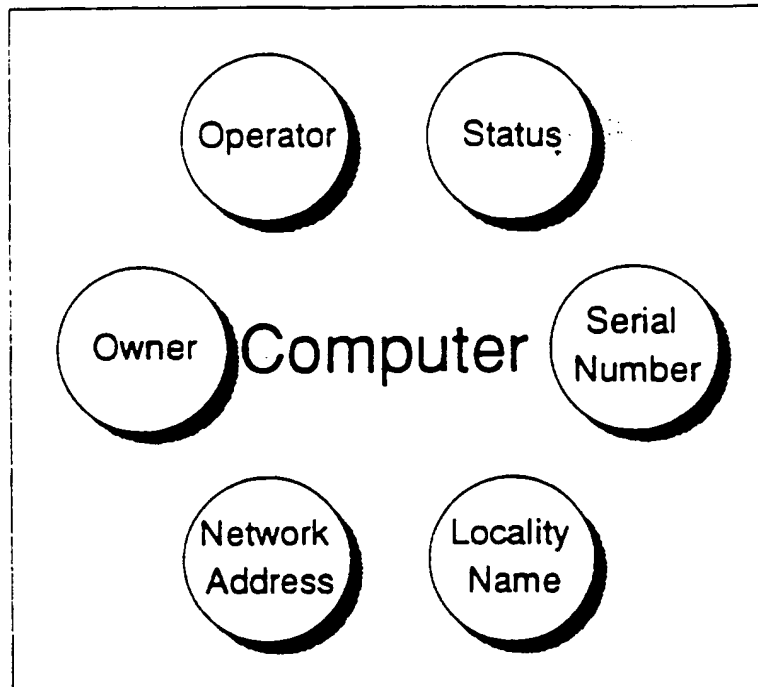 Operator
Status
Owner
Computer
Serial
Number
Network
Address
Locality
Name